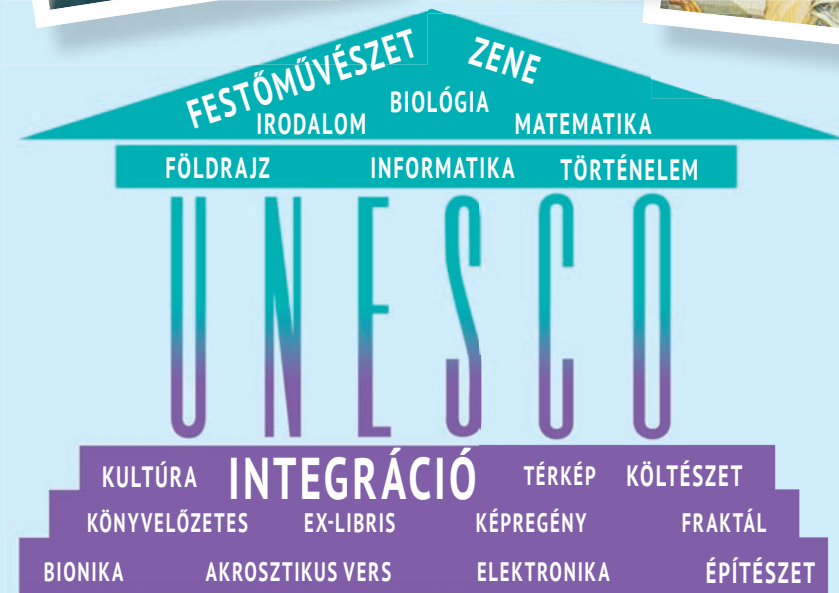 FESTŐMŰVÉSZET ZENE
BIOLÓGIA
IRODALOM MATEMATIKA
FÖLDRAJZ INFORMATIKA TÖRTÉNELEM
UNESCO
KULTÚRA INTEGRÁCIÓ TÉRKÉP KÖLTÉSZET
KÖNYVELŐZETES EX-LIBRIS KÉPREGÉNY FRAKTÁL
BIONIKA AKROSZTIKUS VERS ELEKTRONIKA ÉPÍTÉSZET